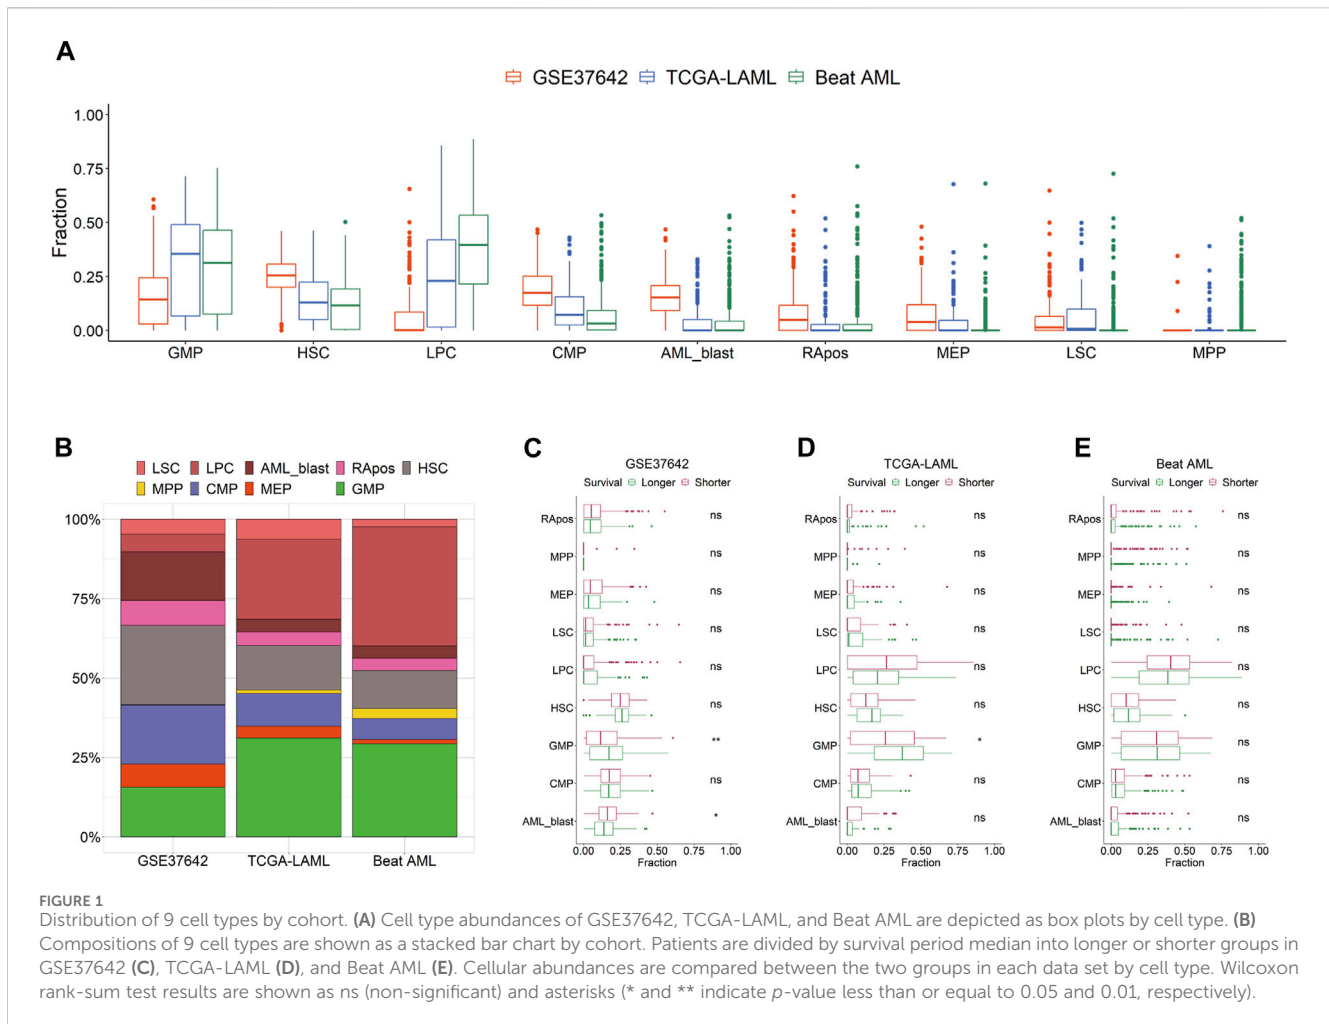 A
GSE37642 TCGA-LAML Beat AML
Fraction
1.00
0.75
0.50
0.25
0.00
GMP HSC LPC CMP AML_blast RApos MEP LSC MPP
B
LSC LPC AML_blast RApos HSC
MPP CMP MEP GMP
100%
75%
50%
25%
0%
GSE37642 TCGA-LAML Beat AML
C
GSE37642
Survival Longer Shorter
RApos ns
MPP ns
MEP ns
LSC ns
LPC ns
HSC ns
GMP **
CMP ns
AML_blast *
0.00 0.25 0.50 0.75 1.00
Fraction
D
TCGA-LAML
Survival Longer Shorter
RApos ns
MPP ns
MEP ns
LSC ns
LPC ns
HSC ns
GMP *
CMP ns
AML_blast ns
0.00 0.25 0.50 0.75 1.00
Fraction
E
Beat AML
Survival Longer Shorter
RApos ns
MPP ns
MEP ns
LSC ns
LPC ns
HSC ns
GMP ns
CMP ns
AML_blast ns
0.00 0.25 0.50 0.75 1.00
Fraction
FIGURE 1
Distribution of 9 cell types by cohort. (A) Cell type abundances of GSE37642, TCGA-LAML, and Beat AML are depicted as box plots by cell type. (B)
Compositions of 9 cell types are shown as a stacked bar chart by cohort. Patients are divided by survival period median into longer or shorter groups in
GSE37642 (C), TCGA-LAML (D), and Beat AML (E). Cellular abundances are compared between the two groups in each data set by cell type. Wilcoxon
rank-sum test results are shown as ns (non-significant) and asterisks (* and ** indicate p-value less than or equal to 0.05 and 0.01, respectively).